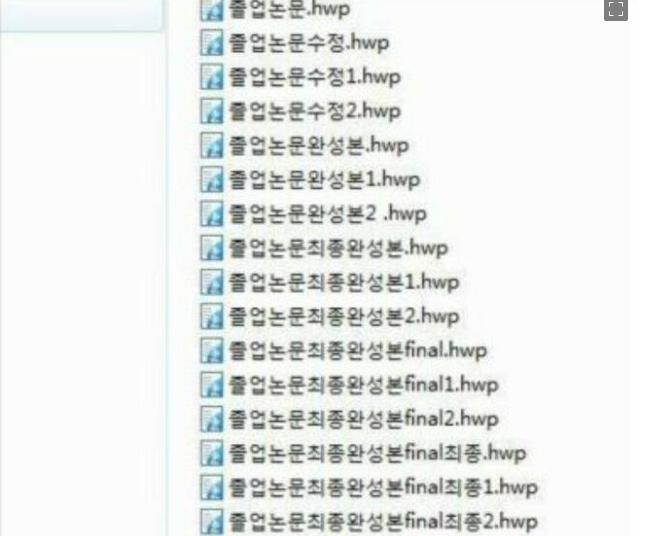 졸업논문.hwp
졸업논문수정.hwp
졸업논문수정1.hwp
졸업논문수정2.hwp
졸업논문완성본.hwp
졸업논문완성본1.hwp
졸업논문완성본2 .hwp
졸업논문최종완성본.hwp
졸업논문최종완성본1.hwp
졸업논문최종완성본2.hwp
졸업논문최종완성본final.hwp
졸업논문최종완성본final1.hwp
졸업논문최종완성본final2.hwp
졸업논문최종완성본final최종.hwp
졸업논문최종완성본final최종1.hwp
졸업논문최종완성본final최종2.hwp